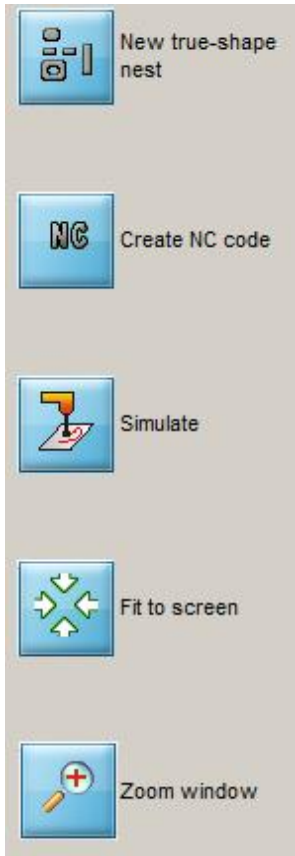 New true-shape
nest
NC
Create NC code
Simulate
Fit to screen
Zoom window